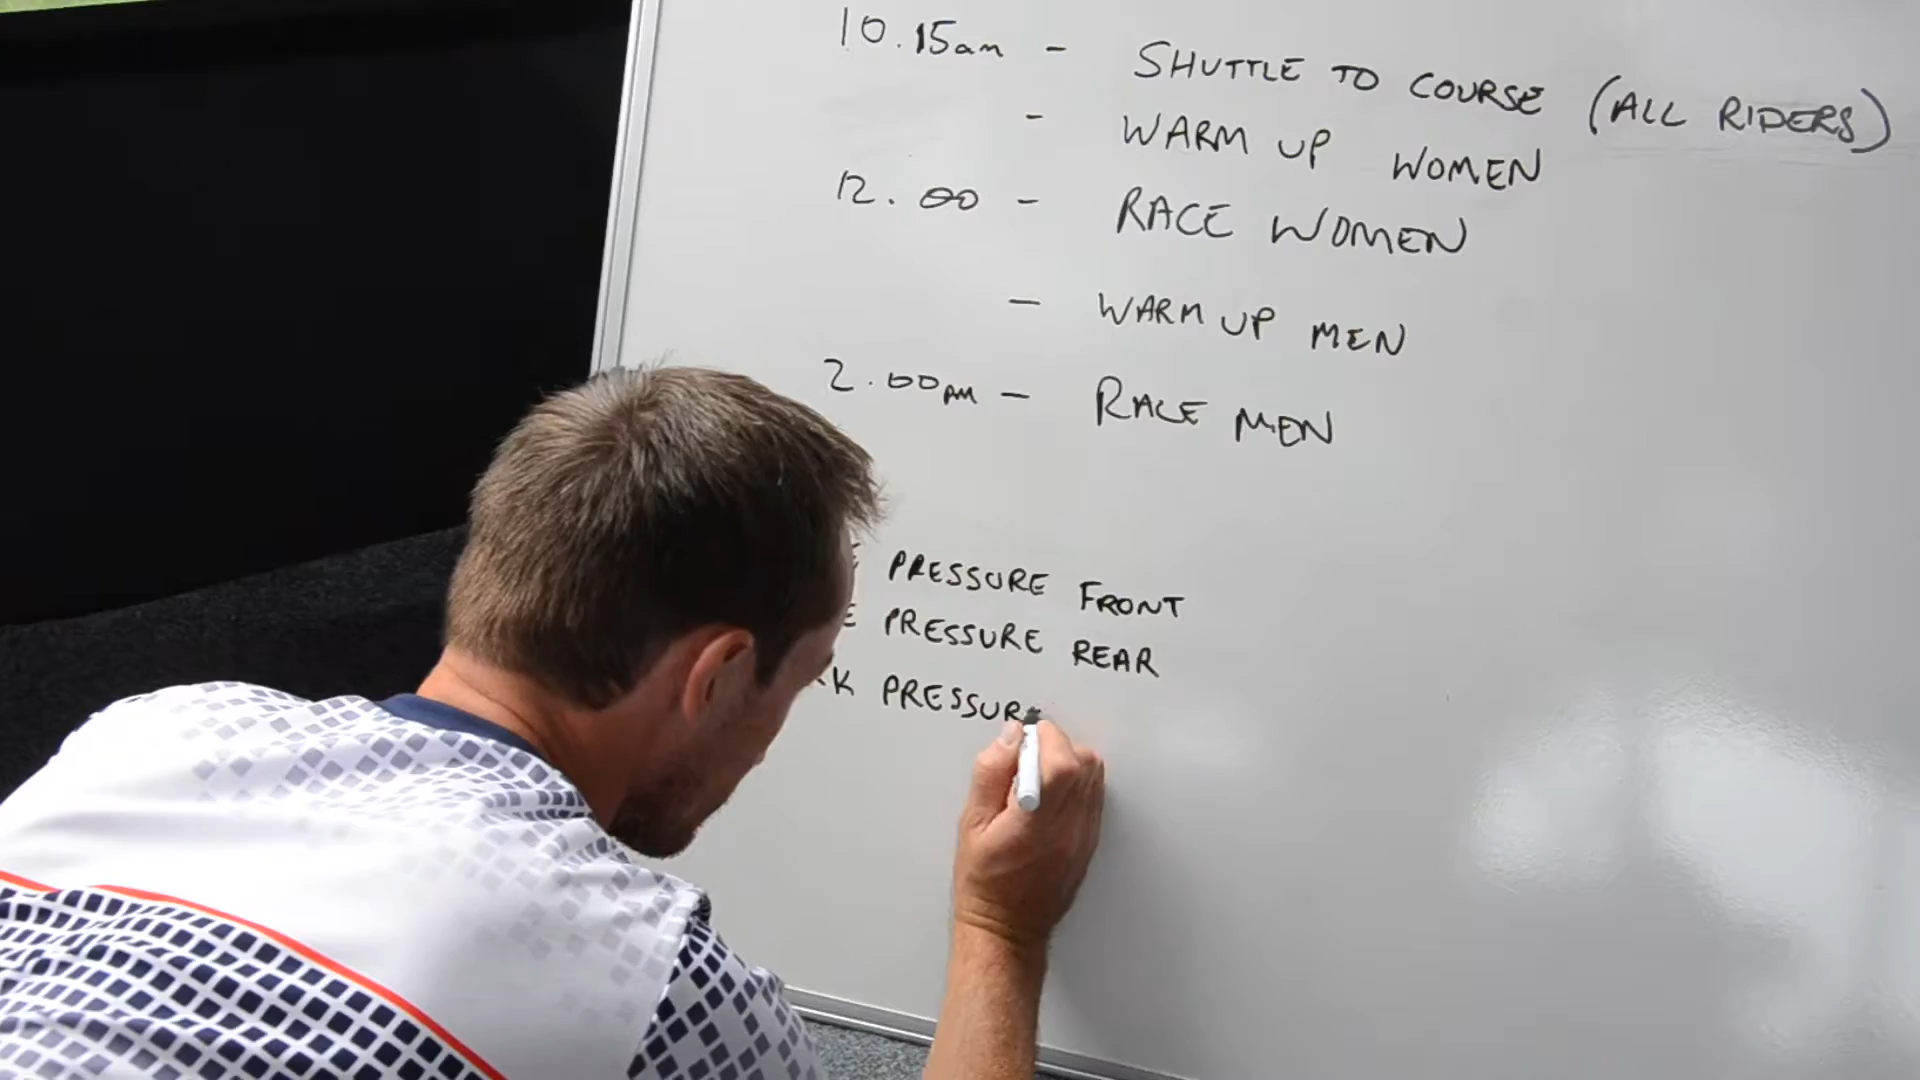 10.15am - SHUTTLE TO COURSE (ALL RIDERS)
- WARM UP WOMEN
12.00 - RACE WOMEN
- WARM UP MEN
2.00PM - RACE MEN
PRESSURE FRONT
PRESSURE REAR
PRESSUR